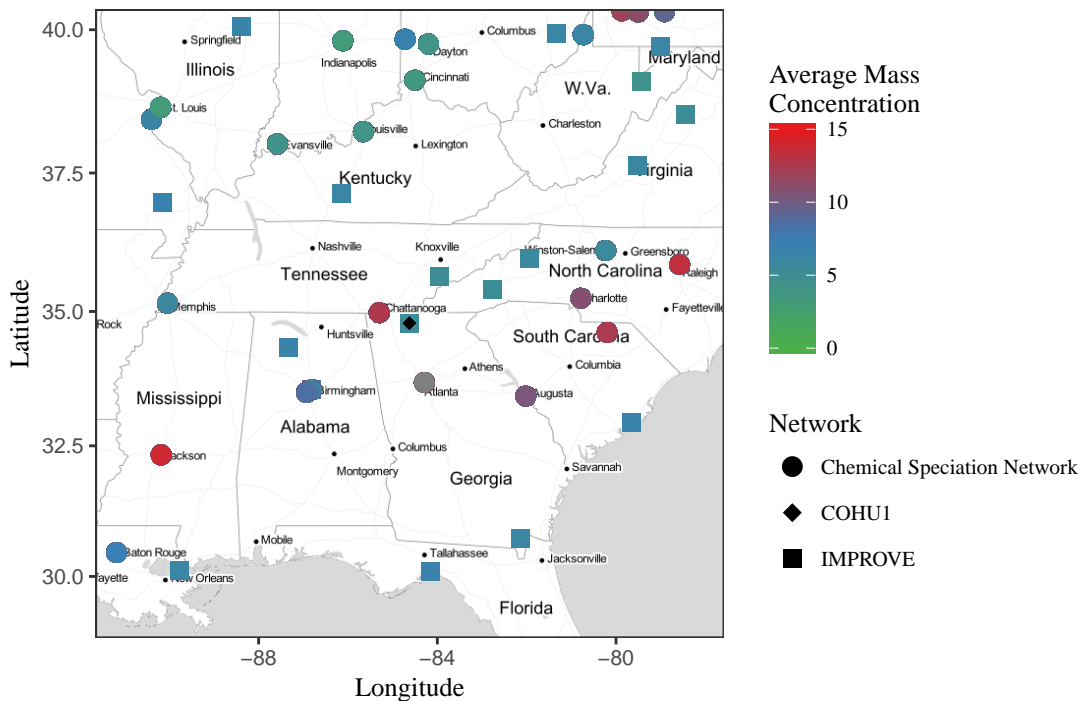 40.0
37.5
35.0
32.5
30.0
Latitude
−88
−84
−80
Longitude
Springfield
Illinois
Indianapolis
Dayton
Columbus
Cincinnati
Maryland
W.Va.
St. Louis
Charleston
Louisville
Evansville
Lexington
Kentucky
Virginia
Nashville
Knoxville
Winston-Salem
Greensboro
Tennessee
North Carolina
Raleigh
Memphis
Chattanooga
Charlotte
Fayetteville
Rock
Huntsville
South Carolina
Athens
Columbia
Mississippi
Birmingham
Atlanta
Augusta
Alabama
Columbus
Jackson
Montgomery
Georgia
Savannah
Mobile
Baton Rouge
Tallahassee
Jacksonville
fayette
New Orleans
Florida
Average Mass
Concentration
15
10
5
0
Network
Chemical Speciation Network
COHU1
IMPROVE